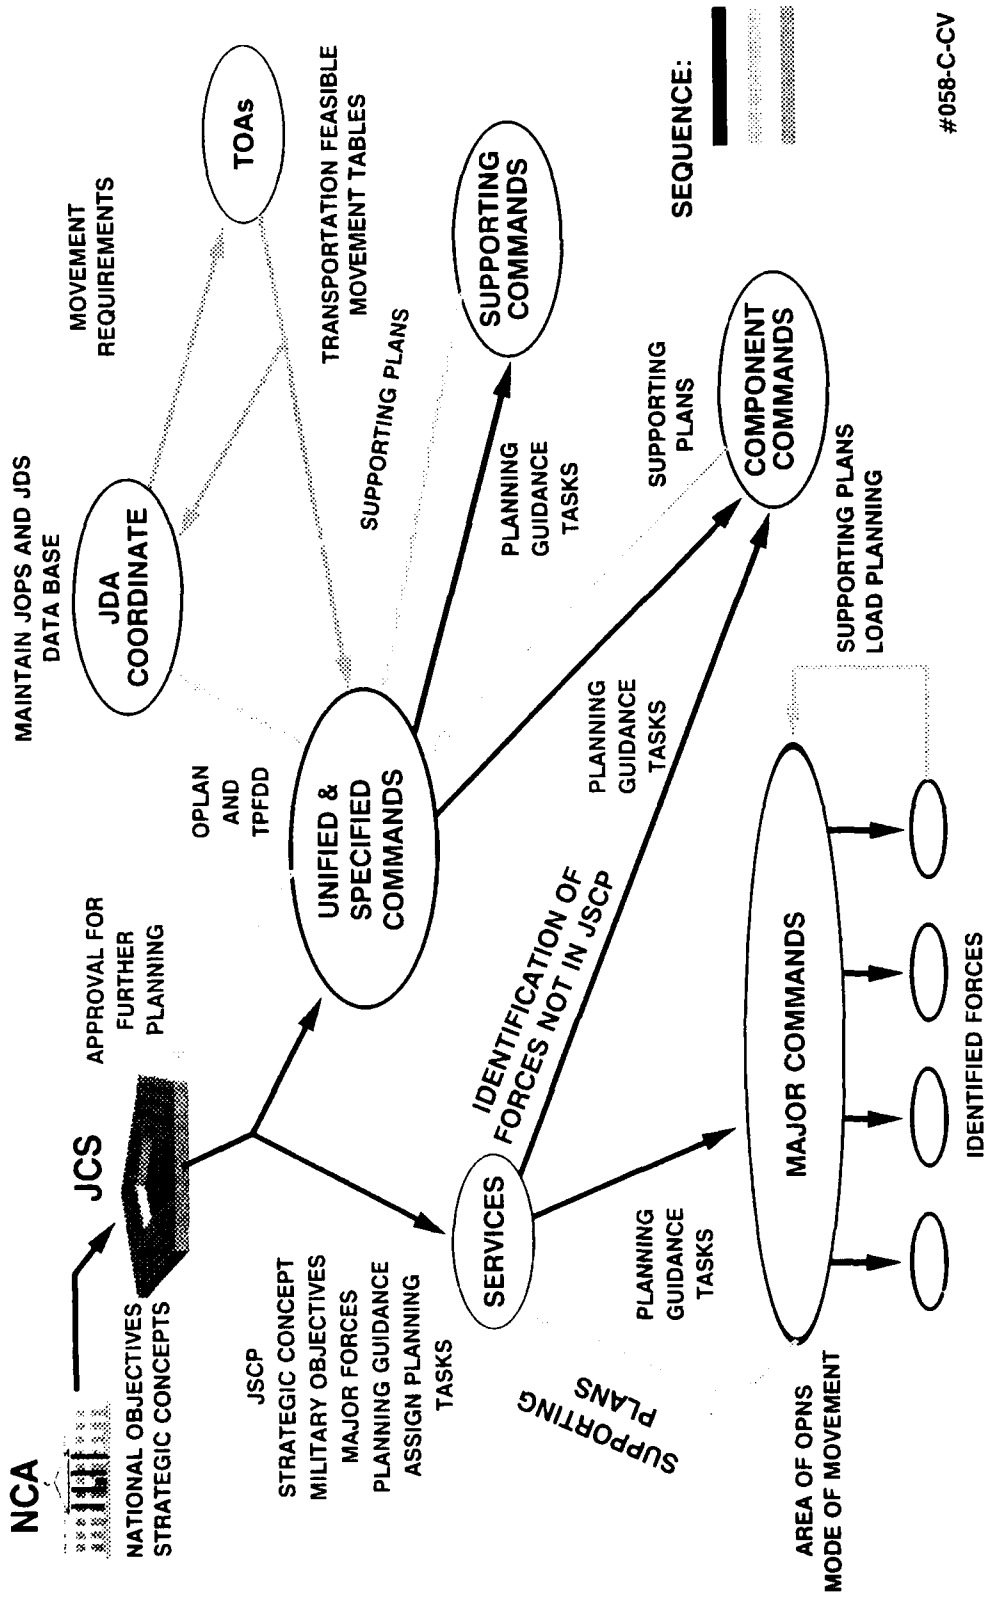 NCA
NATIONAL OBJECTIVES
STRATEGIC CONCEPTS
JCS
APPROVAL FOR
FURTHER
PLANNING
MAINTAIN JOPS AND JDS
DATA BASE
JDA
COORDINATE
MOVEMENT
REQUIREMENTS
TOAs
TRANSPORTATION FEASIBLE
MOVEMENT TABLES
OPLAN
AND
TPFDD
UNIFIED &
SPECIFIED
COMMANDS
SUPPORTING PLANS
SUPPORTING
COMMANDS
PLANNING
GUIDANCE
TASKS
JSCP
STRATEGIC CONCEPT
MILITARY OBJECTIVES
MAJOR FORCES
PLANNING GUIDANCE
ASSIGN PLANNING
TASKS
SERVICES
IDENTIFICATION OF
FORCES NOT IN JSCP
PLANNING
GUIDANCE
TASKS
SUPPORTING
PLANS
COMPONENT
COMMANDS
SEQUENCE:
SUPPORTING
PLANS
PLANNING
GUIDANCE
TASKS
MAJOR COMMANDS
SUPPORTING PLANS
LOAD PLANNING
AREA OF OPNS
MODE OF MOVEMENT
IDENTIFIED FORCES
#058-C-CV